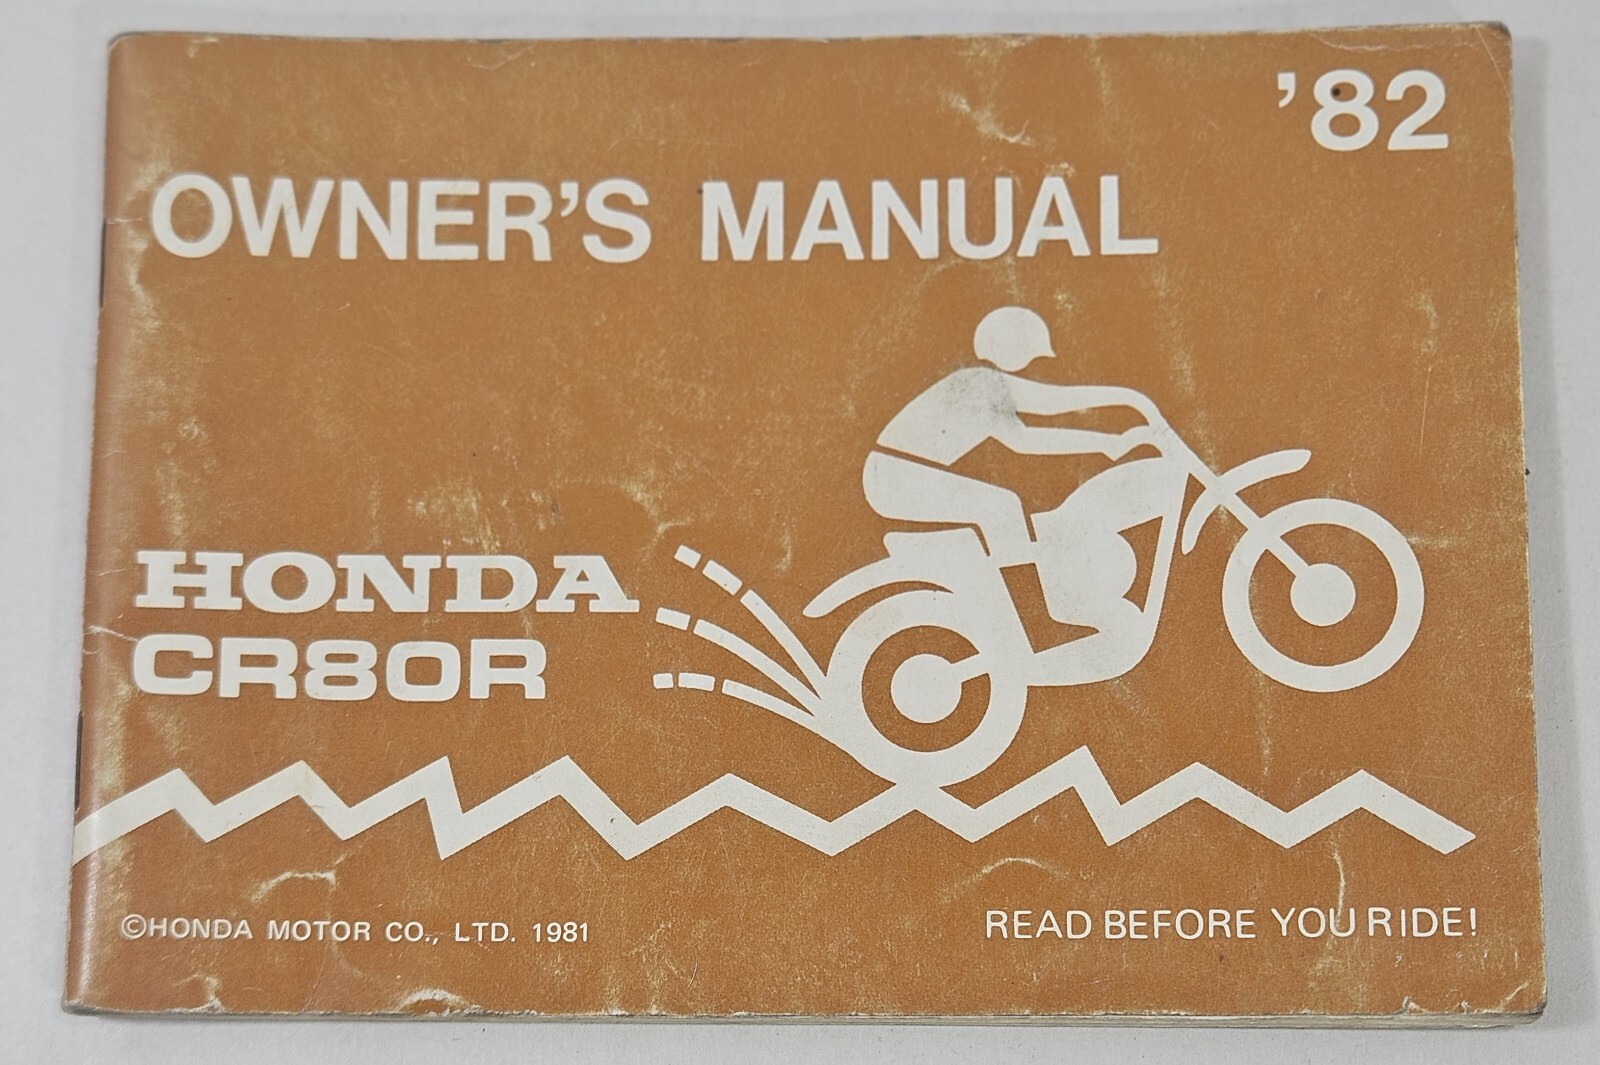 '82
OWNER'S MANUAL
HONDA
CR80R
©HONDA MOTOR CO., LTD. 1981
READ BEFORE YOU RIDE!